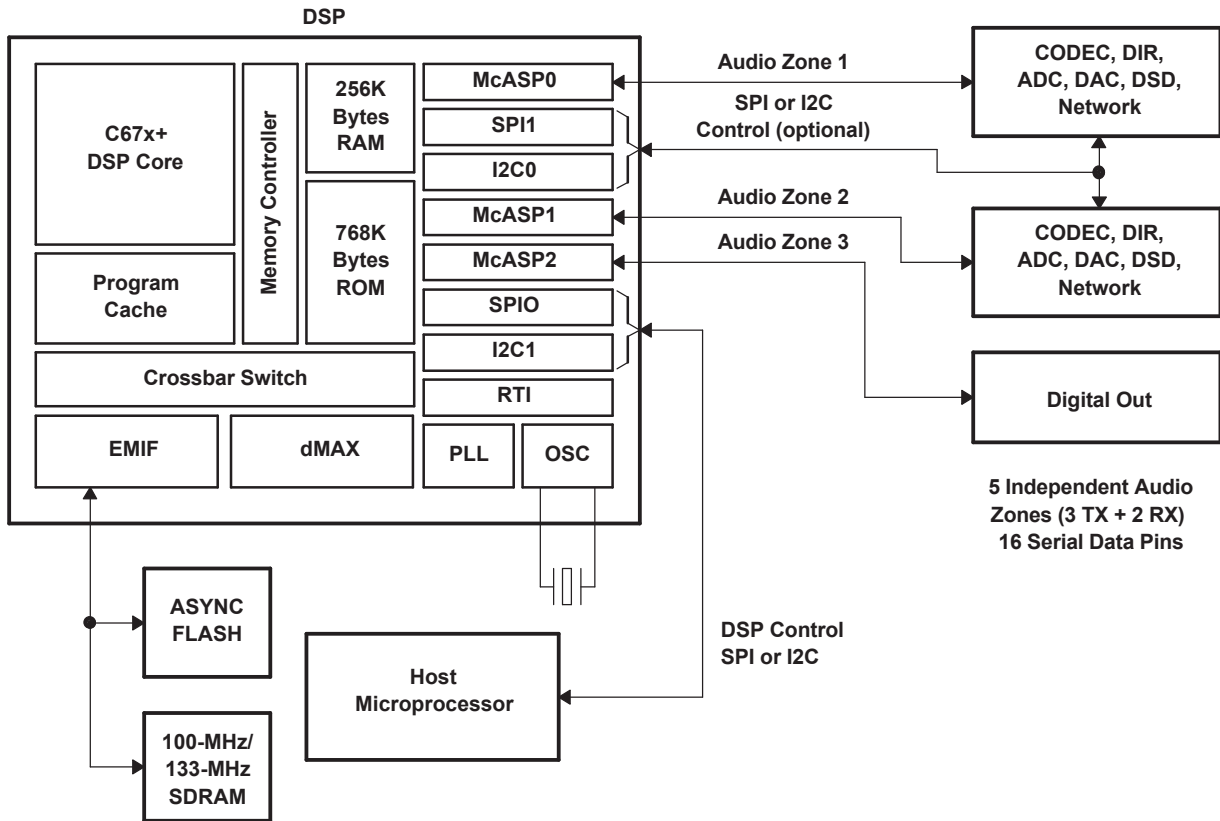 DSP
C67x+
DSP Core
Program
Cache
Memory Controller
256K
Bytes
RAM
768K
Bytes
ROM
McASP0
SPI1
I2C0
McASP1
McASP2
SPIO
I2C1
RTI
Crossbar Switch
EMIF
dMAX
PLL
OSC
Audio Zone 1
SPI or I2C
Control (optional)
Audio Zone 2
Audio Zone 3
CODEC, DIR,
ADC, DAC, DSD,
Network
CODEC, DIR,
ADC, DAC, DSD,
Network
Digital Out
5 Independent Audio
Zones (3 TX + 2 RX)
16 Serial Data Pins
ASYNC
FLASH
100-MHz/
133-MHz
SDRAM
Host
Microprocessor
DSP Control
SPI or I2C